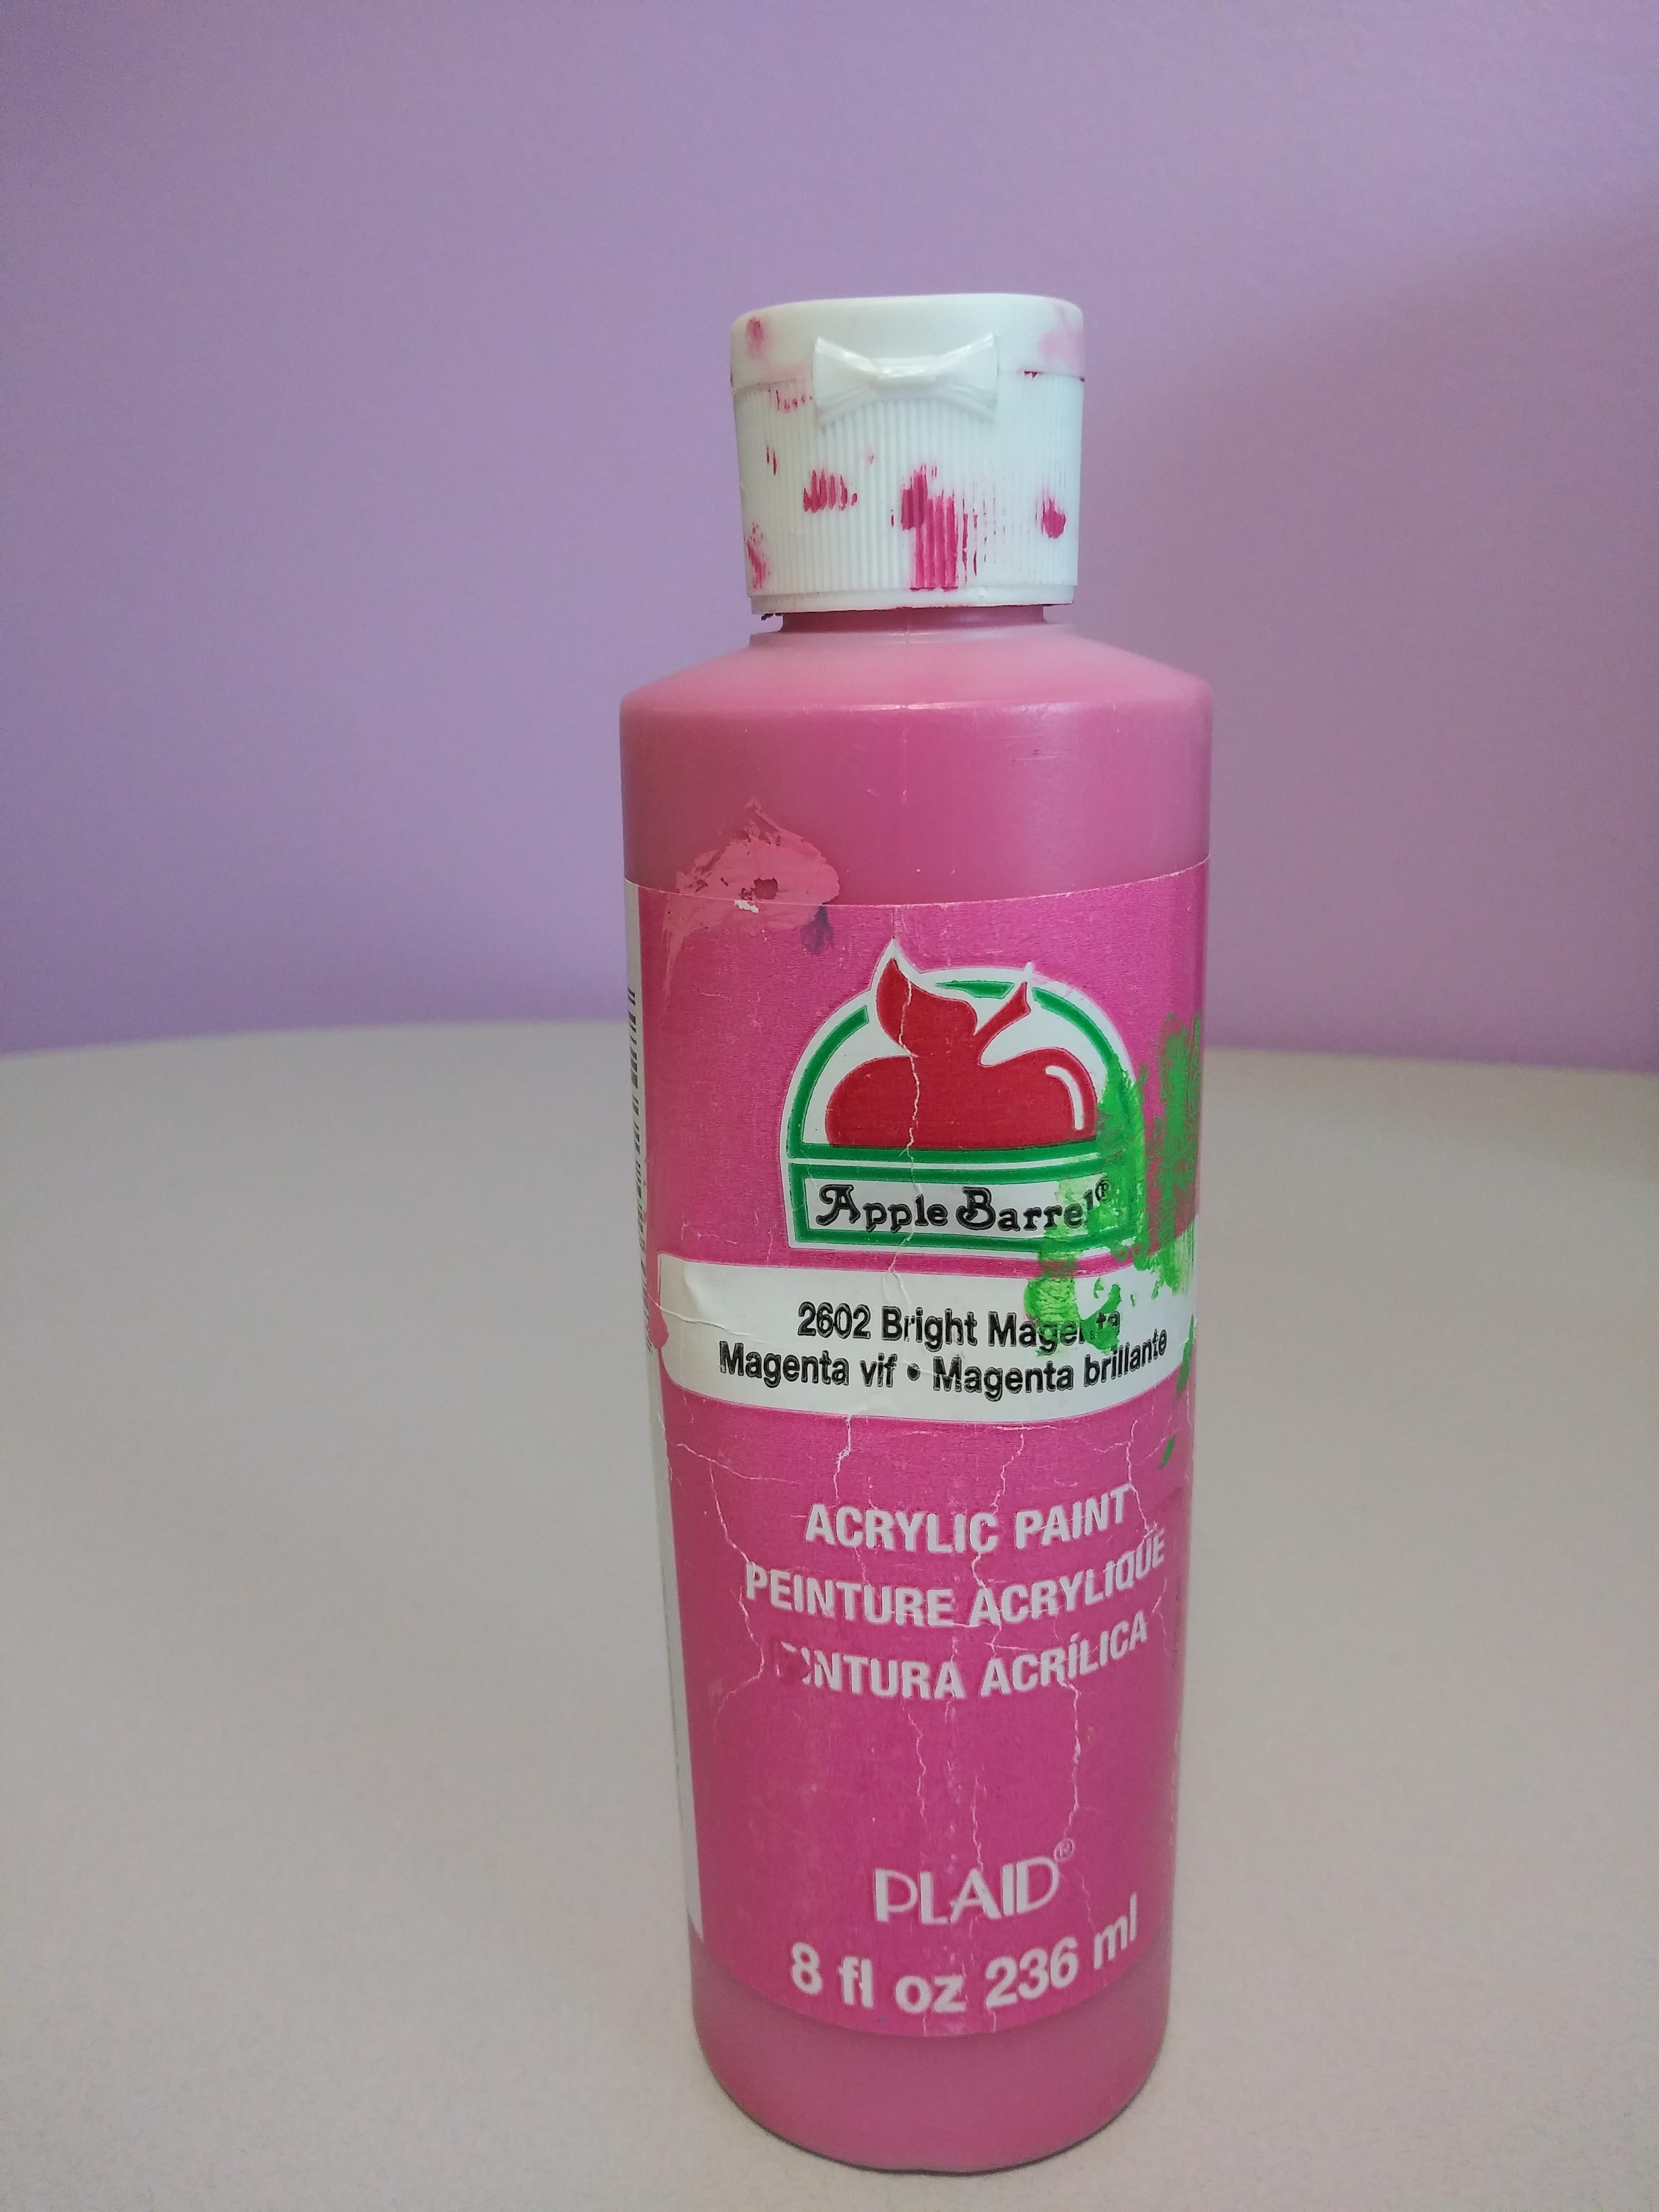 Apple Barrel®
2602 Bright Magenta
Magenta vif • Magenta brillante
ACRYLIC PAINT
PEINTURE ACRYLIQUE
PINTURA ACRÍLICA
PLAID®
8 fl oz 236 ml